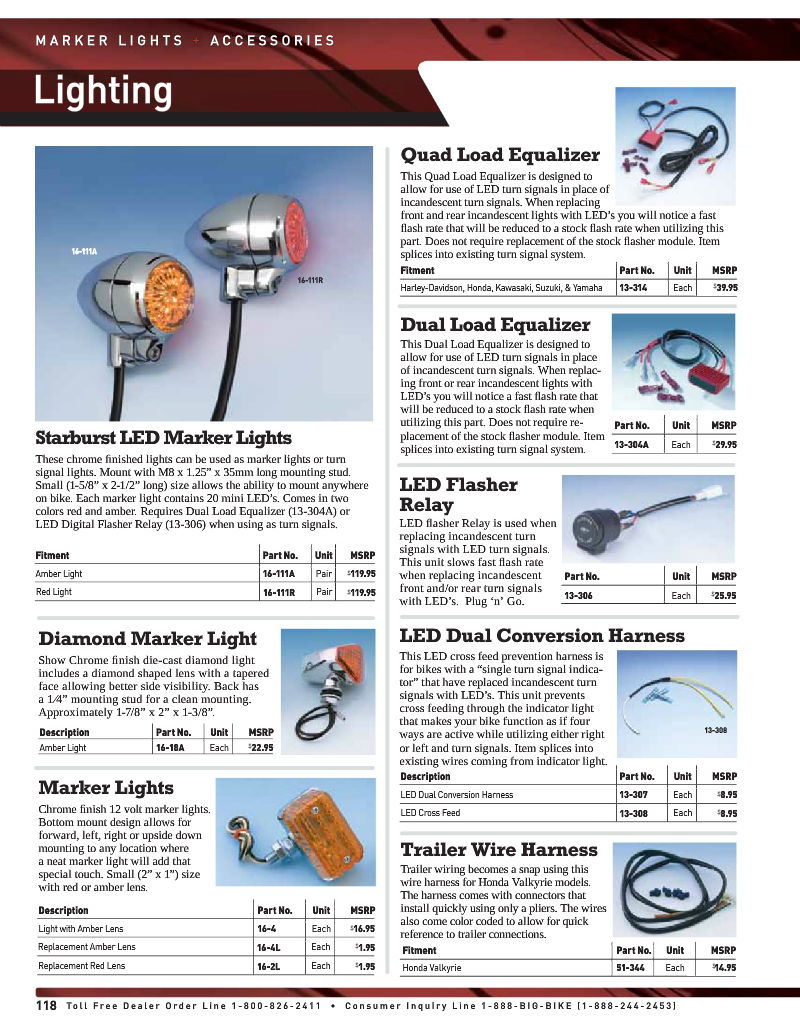 MARKER LIGHTS + ACCESSORIES
Lighting
16-111A
16-111R
Starburst LED Marker Lights
These chrome finished lights can be used as marker lights or turn
signal lights. Mount with M8 x 1.25” x 35mm long mounting stud.
Small (1-5/8” x 2-1/2” long) size allows the ability to mount anywhere
on bike. Each marker light contains 20 mini LED’s. Comes in two
colors red and amber. Requires Dual Load Equalizer (13-304A) or
LED Digital Flasher Relay (13-306) when using as turn signals.
Fitment Part No. Unit MSRP
Amber Light 16-111A Pair $119.95
Red Light 16-111R Pair $119.95
Diamond Marker Light
Show Chrome finish die-cast diamond light
includes a diamond shaped lens with a tapered
face allowing better side visibility. Back has
a 1⁄4” mounting stud for a clean mounting.
Approximately 1-7/8” x 2” x 1-3/8”.
Description Part No. Unit MSRP
Amber Light 16-18A Each $22.95
Marker Lights
Chrome finish 12 volt marker lights.
Bottom mount design allows for
forward, left, right or upside down
mounting to any location where
a neat marker light will add that
special touch. Small (2” x 1”) size
with red or amber lens.
Description Part No. Unit MSRP
Light with Amber Lens 16-4 Each $16.95
Replacement Amber Lens 16-4L Each $1.95
Replacement Red Lens 16-2L Each $1.95
Quad Load Equalizer
This Quad Load Equalizer is designed to
allow for use of LED turn signals in place of
incandescent turn signals. When replacing
front and rear incandescent lights with LED’s you will notice a fast
flash rate that will be reduced to a stock flash rate when utilizing this
part. Does not require replacement of the stock flasher module. Item
splices into existing turn signal system.
Fitment Part No. Unit MSRP
Harley-Davidson, Honda, Kawasaki, Suzuki, & Yamaha 13-314 Each $39.95
Dual Load Equalizer
This Dual Load Equalizer is designed to
allow for use of LED turn signals in place
of incandescent turn signals. When replac-
ing front or rear incandescent lights with
LED’s you will notice a fast flash rate that
will be reduced to a stock flash rate when
utilizing this part. Does not require re-
placement of the stock flasher module. Item
splices into existing turn signal system.
Part No. Unit MSRP
13-304A Each $29.95
LED Flasher
Relay
LED flasher Relay is used when
replacing incandescent turn
signals with LED turn signals.
This unit slows fast flash rate
when replacing incandescent
front and/or rear turn signals
with LED’s. Plug ‘n’ Go.
Part No. Unit MSRP
13-306 Each $25.95
LED Dual Conversion Harness
This LED cross feed prevention harness is
for bikes with a “single turn signal indica-
tor” that have replaced incandescent turn
signals with LED’s. This unit prevents
cross feeding through the indicator light
that makes your bike function as if four
ways are active while utilizing either right
or left and turn signals. Item splices into
existing wires coming from indicator light.
13-308
Description Part No. Unit MSRP
LED Dual Conversion Harness 13-307 Each $8.95
LED Cross Feed 13-308 Each $8.95
Trailer Wire Harness
Trailer wiring becomes a snap using this
wire harness for Honda Valkyrie models.
The harness comes with connectors that
install quickly using only a pliers. The wires
also come color coded to allow for quick
reference to trailer connections.
Fitment Part No. Unit MSRP
Honda Valkyrie 51-344 Each $14.95
118 Toll Free Dealer Order Line 1-800-826-2411 • Consumer Inquiry Line 1-888-BIG-BIKE (1-888-244-2453)